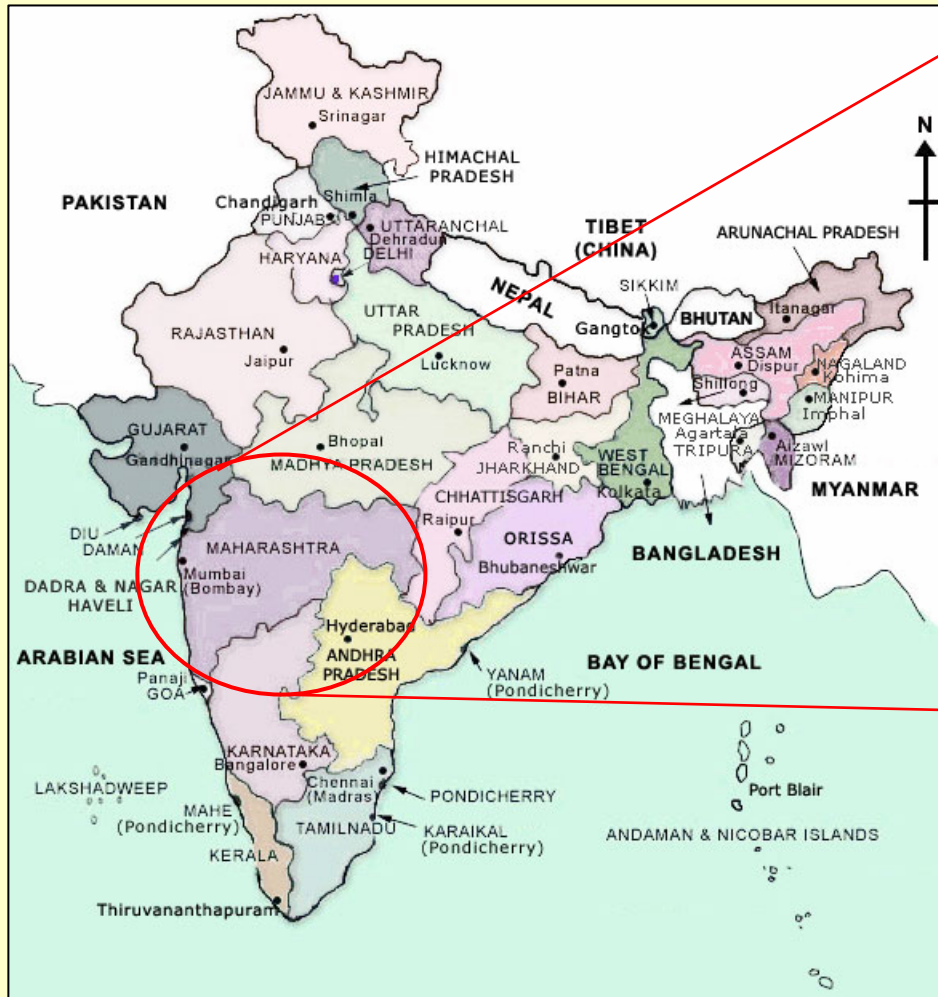 JAMMU & KASHMIR
Srinagar
N
HIMACHAL
PRADESH
PAKISTAN
Chandigarh
Shimla
PUNJAB
UTTARANCHAL
Dehradun
TIBET
(CHINA)
ARUNACHAL PRADESH
HARYANA
DELHI
NEPAL
SIKKIM
UTTAR
PRADESH
Gangtok
BHUTAN
Itanagar
RAJASTHAN
Jaipur
Lucknow
ASSAM
Dispur
NAGALAND
Kohima
Patna
BIHAR
Shillong
MANIPUR
Imphal
MEGHALAYA
GUJARAT
Gandhinagar
Bhopal
MADHYA PRADESH
Ranchi
JHARKHAND
WEST
BENGAL
Kolkata
Agartala
TRIPURA
Aizawl
MIZORAM
CHHATTISGARH
Raipur
MYANMAR
DIU
DAMAN
MAHARASHTRA
ORISSA
Bhubaneshwar
BANGLADESH
DADRA & NAGAR
HAVELI
Mumbai
(Bombay)
Hyderabad
ANDHRA
PRADESH
ARABIAN SEA
BAY OF BENGAL
YANAM
(Pondicherry)
Panaji
GOA
KARNATAKA
Bangalore
LAKSHADWEEP
Chennai
(Madras)
PONDICHERRY
Port Blair
MAHE
(Pondicherry)
TAMILNADU
KARAIKAL
(Pondicherry)
ANDAMAN & NICOBAR ISLANDS
KERALA
Thiruvananthapuram